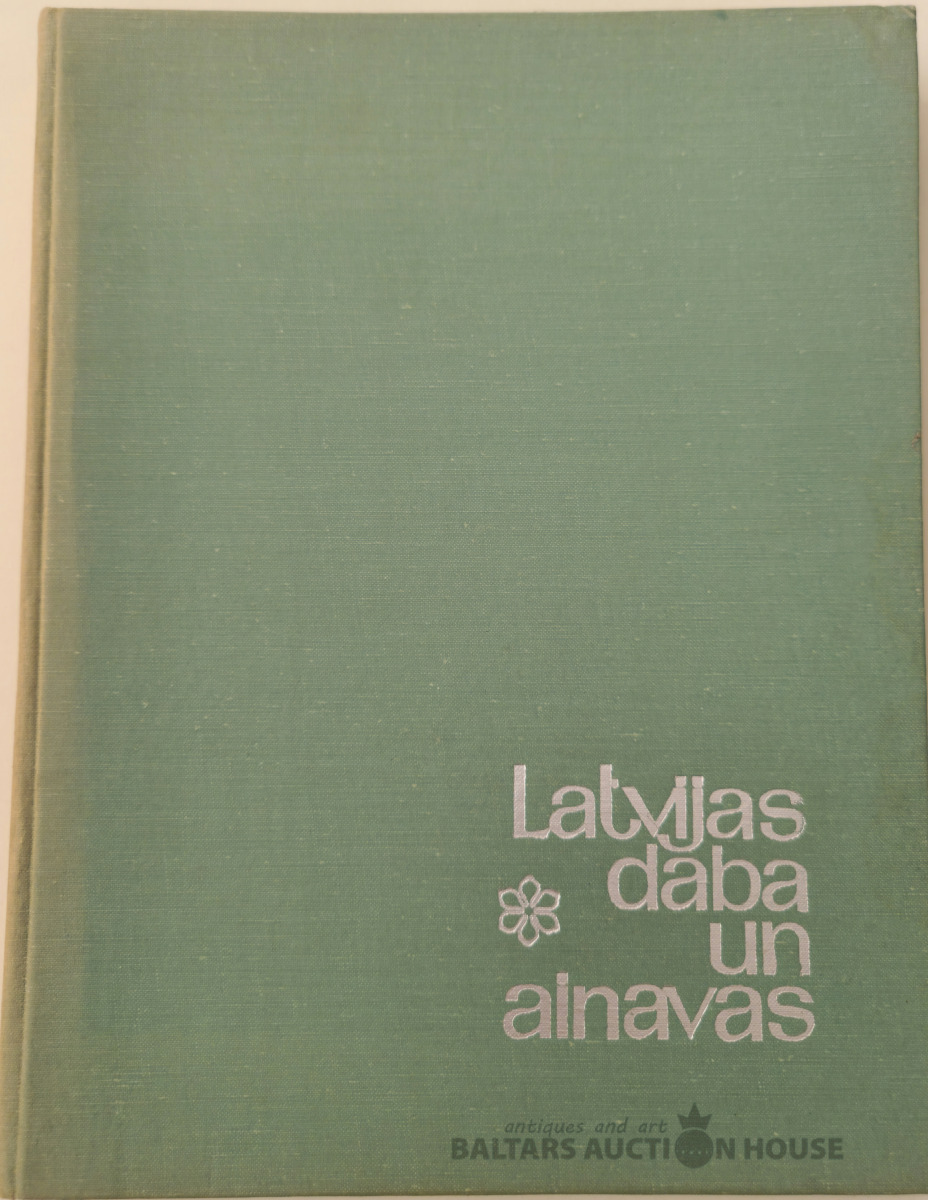 Latvijas
daba
un
ainavas
antiques and art
BALTARS AUCTION HOUSE